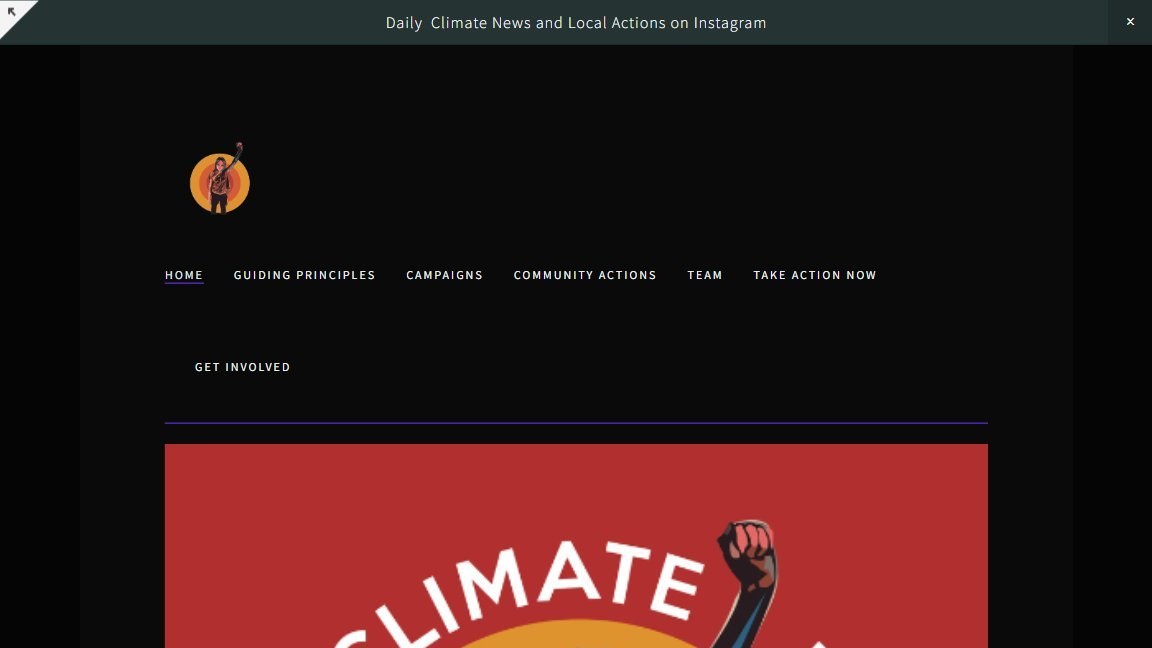 Daily Climate News and Local Actions on Instagram ×
HOME GUIDING PRINCIPLES CAMPAIGNS COMMUNITY ACTIONS TEAM TAKE ACTION NOW
GET INVOLVED
CLIMATE